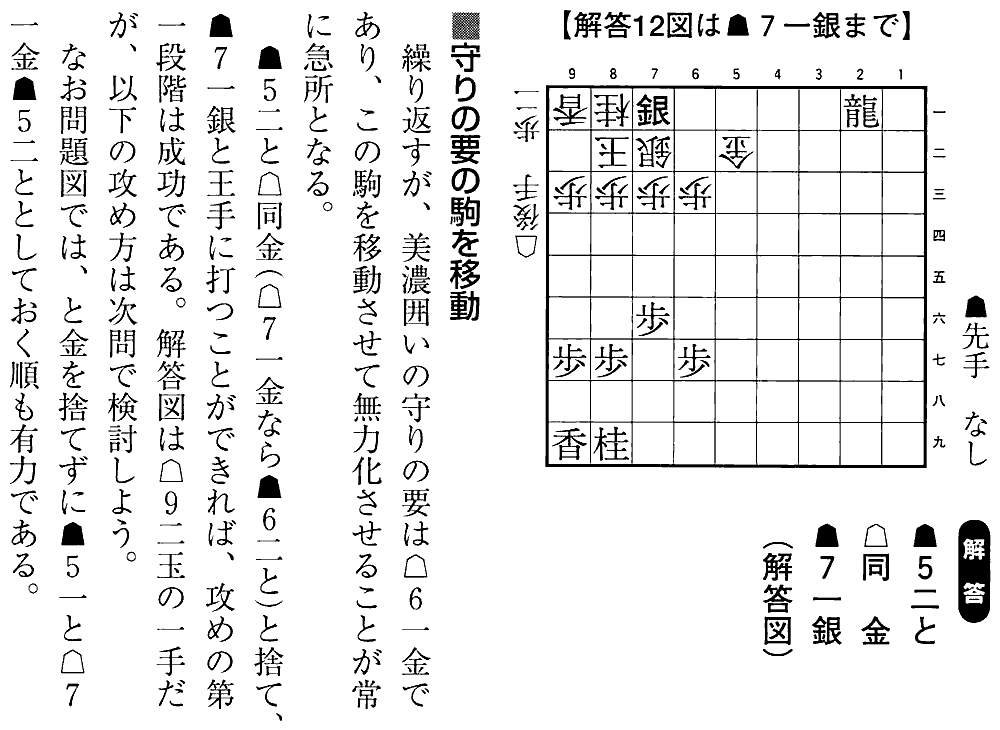 【解答12図は☗7一銀まで】
9 8 7 6 5 4 3 2 1
香 桂 銀 龍 一
王 銀 金 二
歩 歩 歩 歩 三
四
五
歩 六
歩 歩 歩 七
八
香 桂 九
☗先手 なし
☖後手 歩二
解答
☗5二と
☖同 金
☗7一銀
(解答図)
■守りの要の駒を移動
繰り返すが、美濃囲いの守りの要は☖6一金で
あり、この駒を移動させて無力化させることが常
に急所となる。
☗5二と☖同金(☖7一金なら☗6二と)と捨て、
☗7一銀と王手に打つことができれば、攻めの第
一段階は成功である。解答図は☖9二玉の一手だ
が、以下の攻め方は次問で検討しよう。
なお問題図では、と金を捨てずに☗5一と☖7
一金☗5二ととしておく順も有力である。